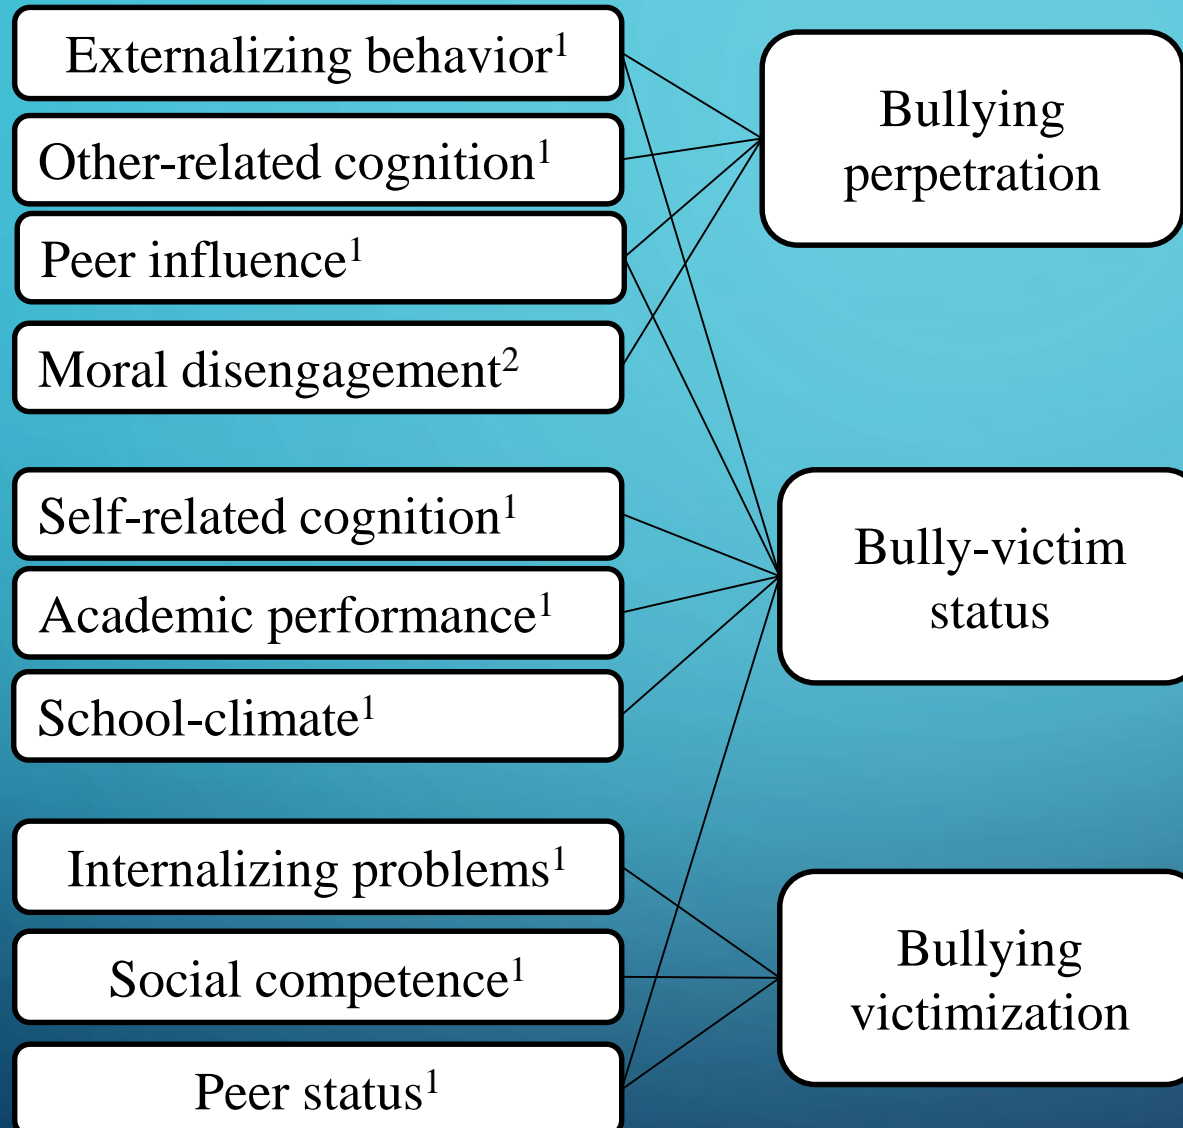 Externalizing behavior¹
Other-related cognition¹
Peer influence¹
Moral disengagement²
Self-related cognition¹
Academic performance¹
School-climate¹
Internalizing problems¹
Social competence¹
Peer status¹
Bullying
perpetration
Bully-victim
status
Bullying
victimization